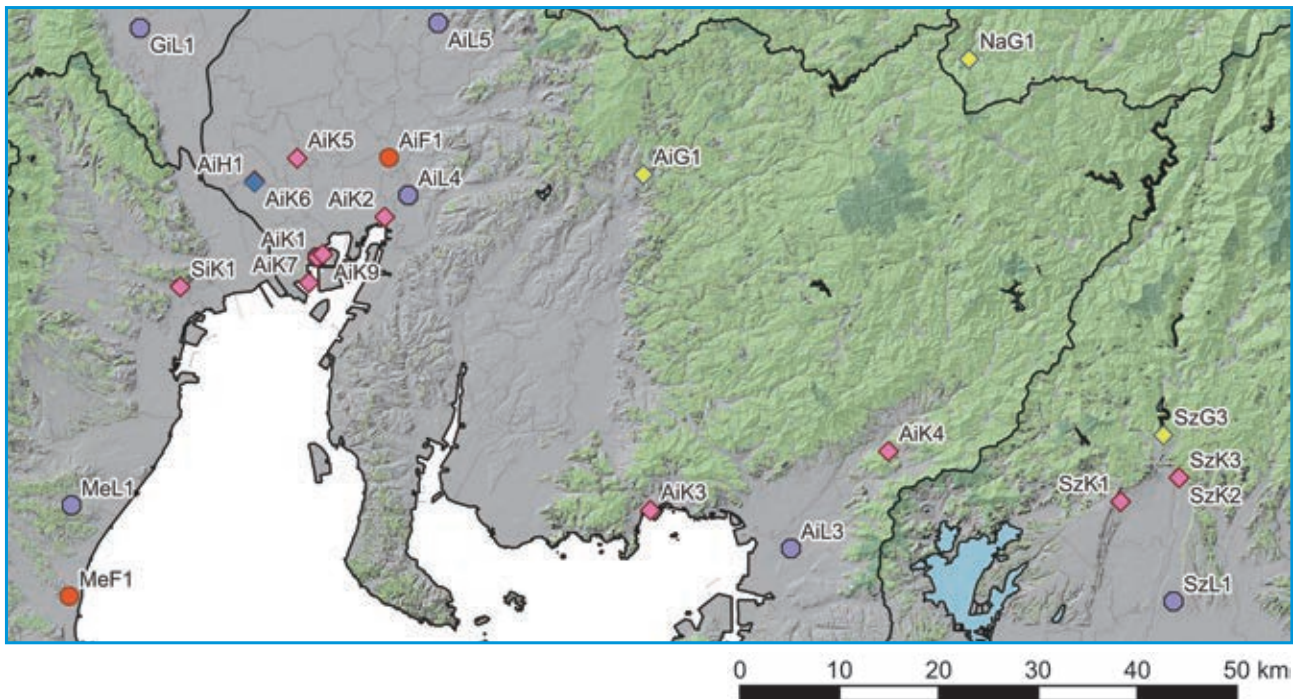 GiL1
AiL5
NaG1
AiK5
AiF1
AiH1
AiG1
AiK6
AiK2
AiL4
AiK1
AiK7
AiK9
SiK1
SzG3
AiK4
SzK3
SzK1
SzK2
MeL1
AiK3
AiL3
MeF1
SzL1
0 10 20 30 40 50 km